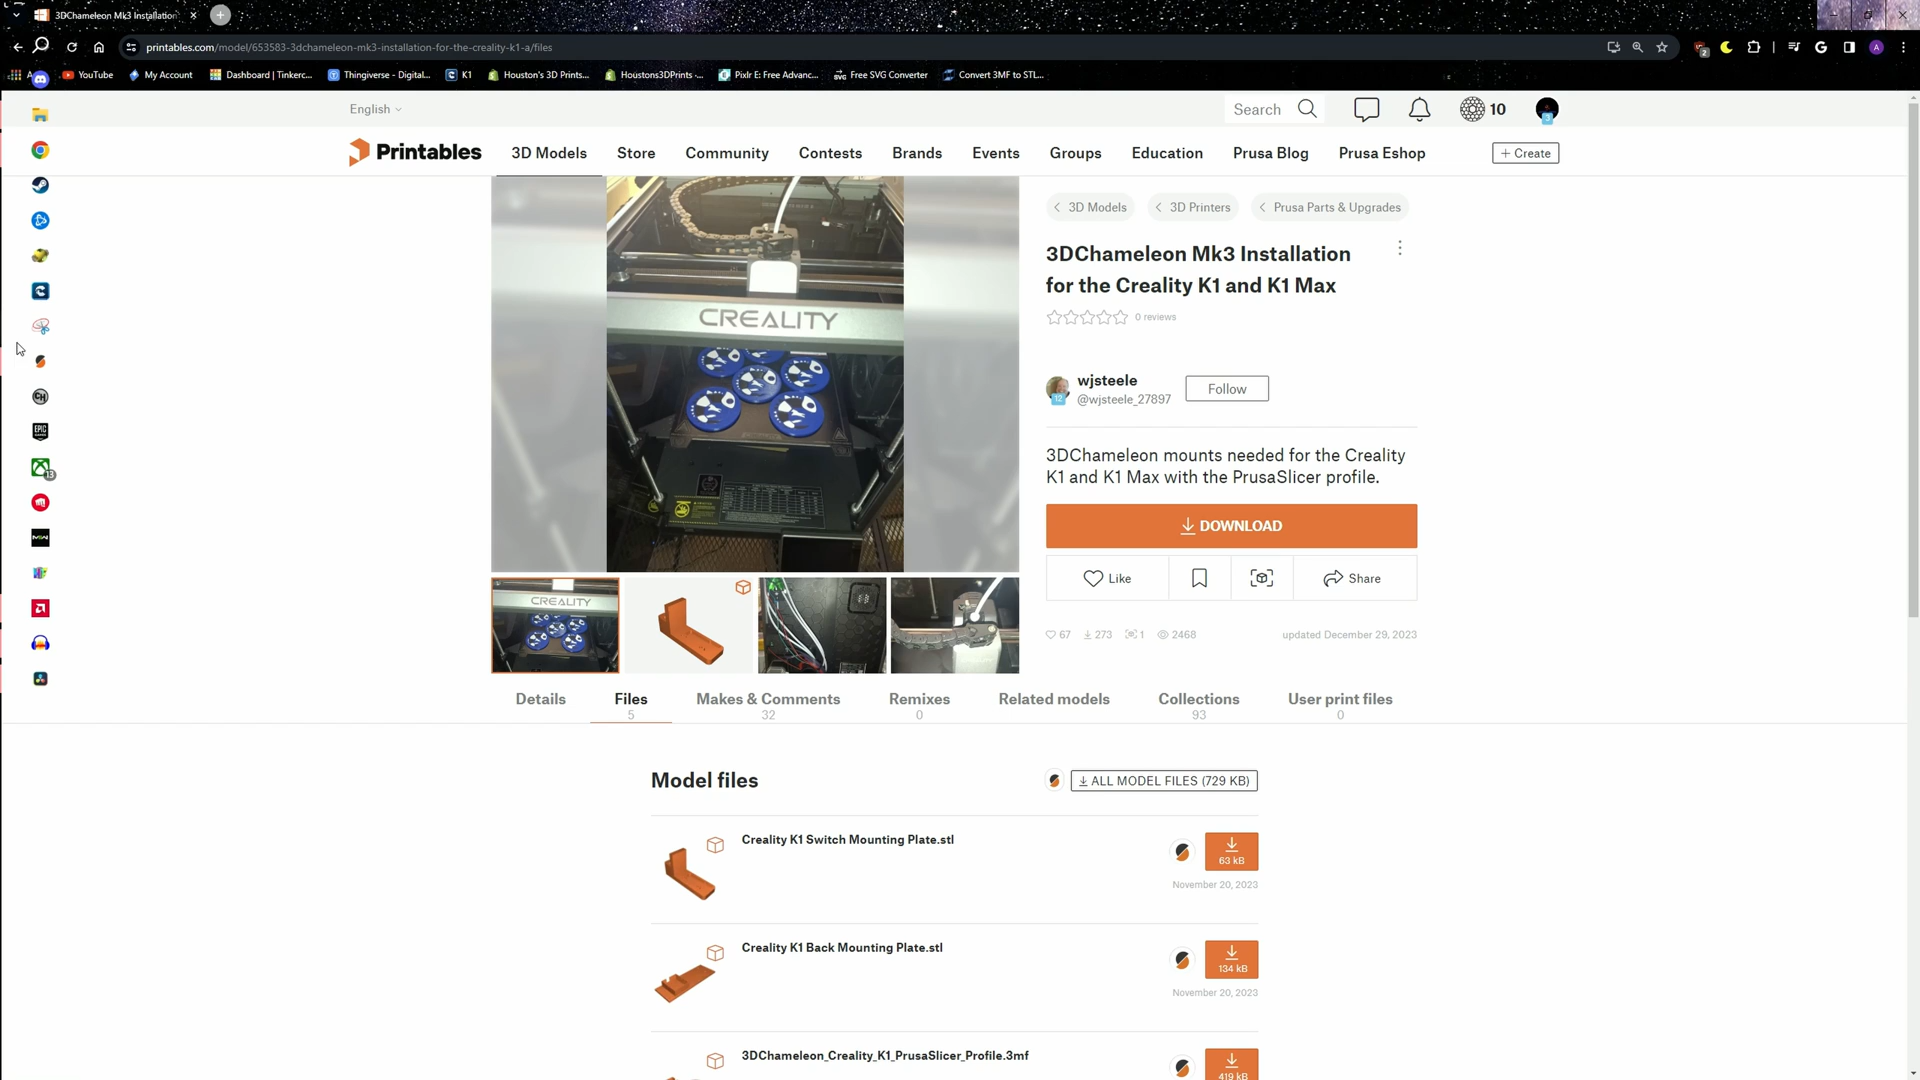 3DChameleon Mk3 Installation
printables.com/model/653583-3dchameleon-mk3-installation-for-the-creality-k1-a/files
YouTube
My Account
Dashboard | Tinkerc...
Thingiverse - Digital...
K1
Houston's 3D Prints...
Houstons3DPrints -...
Pixlr E: Free Advanc...
Free SVG Converter
Convert 3MF to STL...
English
Search
10
Printables
3D Models
Store
Community
Contests
Brands
Events
Groups
Education
Prusa Blog
Prusa Eshop
+ Create
CREALITY
3D Models
3D Printers
Prusa Parts & Upgrades
3DChameleon Mk3 Installation
for the Creality K1 and K1 Max
0 reviews
wjsteele
@wjsteele_27897
12
Follow
3DChameleon mounts needed for the Creality
K1 and K1 Max with the PrusaSlicer profile.
DOWNLOAD
Like
Share
67
273
1
2468
updated December 29, 2023
CREALITY
Details
Files
5
Makes & Comments
32
Remixes
0
Related models
Collections
93
User print files
0
Model files
ALL MODEL FILES (729 KB)
Creality K1 Switch Mounting Plate.stl
63 kB
November 20, 2023
Creality K1 Back Mounting Plate.stl
134 kB
November 20, 2023
3DChameleon_Creality_K1_PrusaSlicer_Profile.3mf
419 kB
EPIC
13